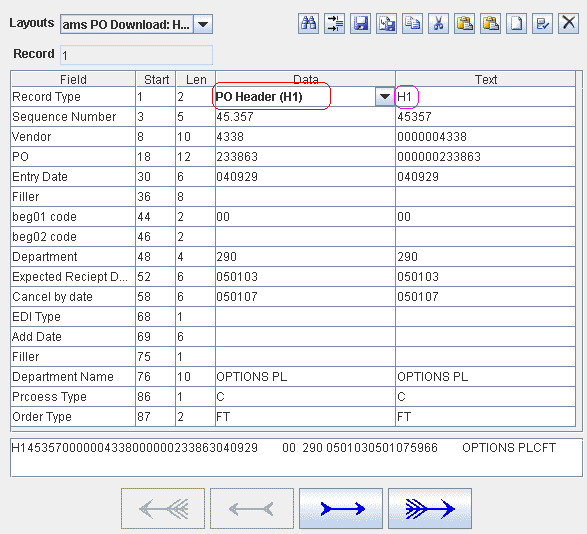 Layouts ams PO Download: H...
Record 1
Field Start Len Data Text
Record Type 1 2 PO Header (H1) H1
Sequence Number 3 5 45.357 45357
Vendor 8 10 4338 0000004338
PO 18 12 233863 000000233863
Entry Date 30 6 040929 040929
Filler 36 8
beg01 code 44 2 00 00
beg02 code 46 2
Department 48 4 290 290
Expected Reciept D... 52 6 050103 050103
Cancel by date 58 6 050107 050107
EDI Type 68 1
Add Date 69 6
Filler 75 1
Department Name 76 10 OPTIONS PL OPTIONS PL
Prcoess Type 86 1 C C
Order Type 87 2 FT FT
H1453570000004338000000233863040929 00 290 0501030501075966 OPTIONS PLCFT